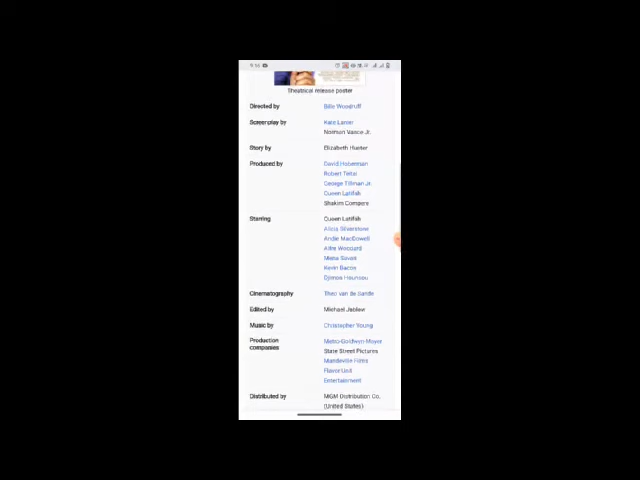 9:56
Theatrical release poster
Directed by Bille Woodruff
Screenplay by Kate Lanier
Norman Vance Jr.
Story by Elizabeth Hunter
Produced by David Hoberman
Robert Teitel
George Tillman Jr.
Queen Latifah
Shakim Compere
Starring Queen Latifah
Alicia Silverstone
Andie MacDowell
Alfre Woodard
Mena Suvari
Kevin Bacon
Djimon Hounsou
Cinematography Theo van de Sande
Edited by Michael Jablow
Music by Christopher Young
Production Metro-Goldwyn-Mayer
companies State Street Pictures
Mandeville Films
Flavor Unit
Entertainment
Distributed by MGM Distribution Co.
(United States)